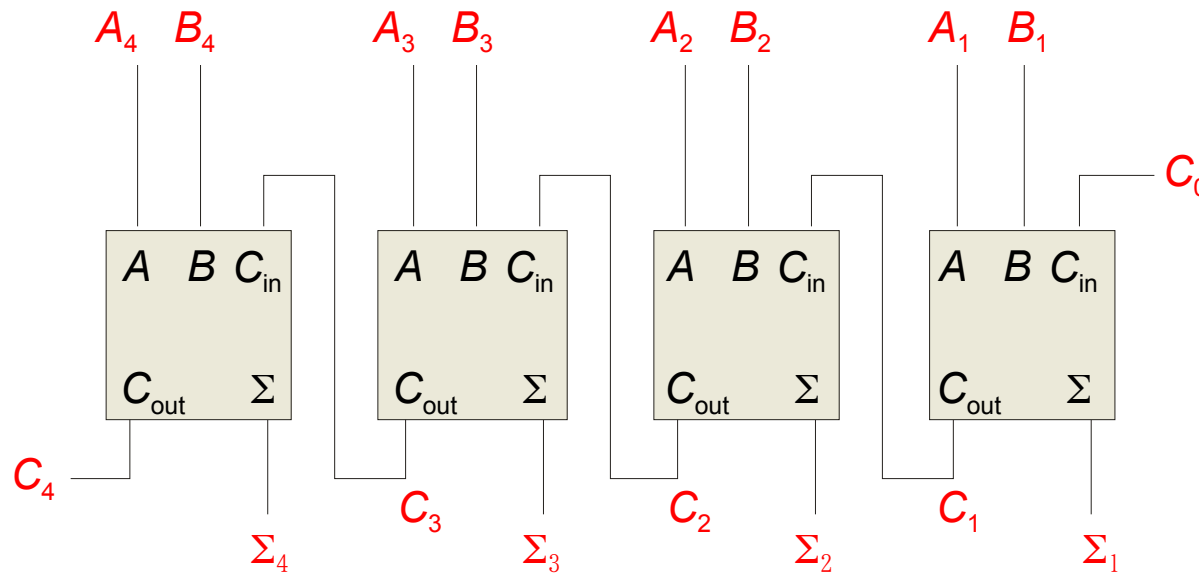 A₄ B₄ A₃ B₃ A₂ B₂ A₁ B₁
C₀
A B Cin A B Cin A B Cin A B Cin
Cout Σ Cout Σ Cout Σ Cout Σ
C₄ C₃ C₂ C₁
Σ₄ Σ₃ Σ₂ Σ₁